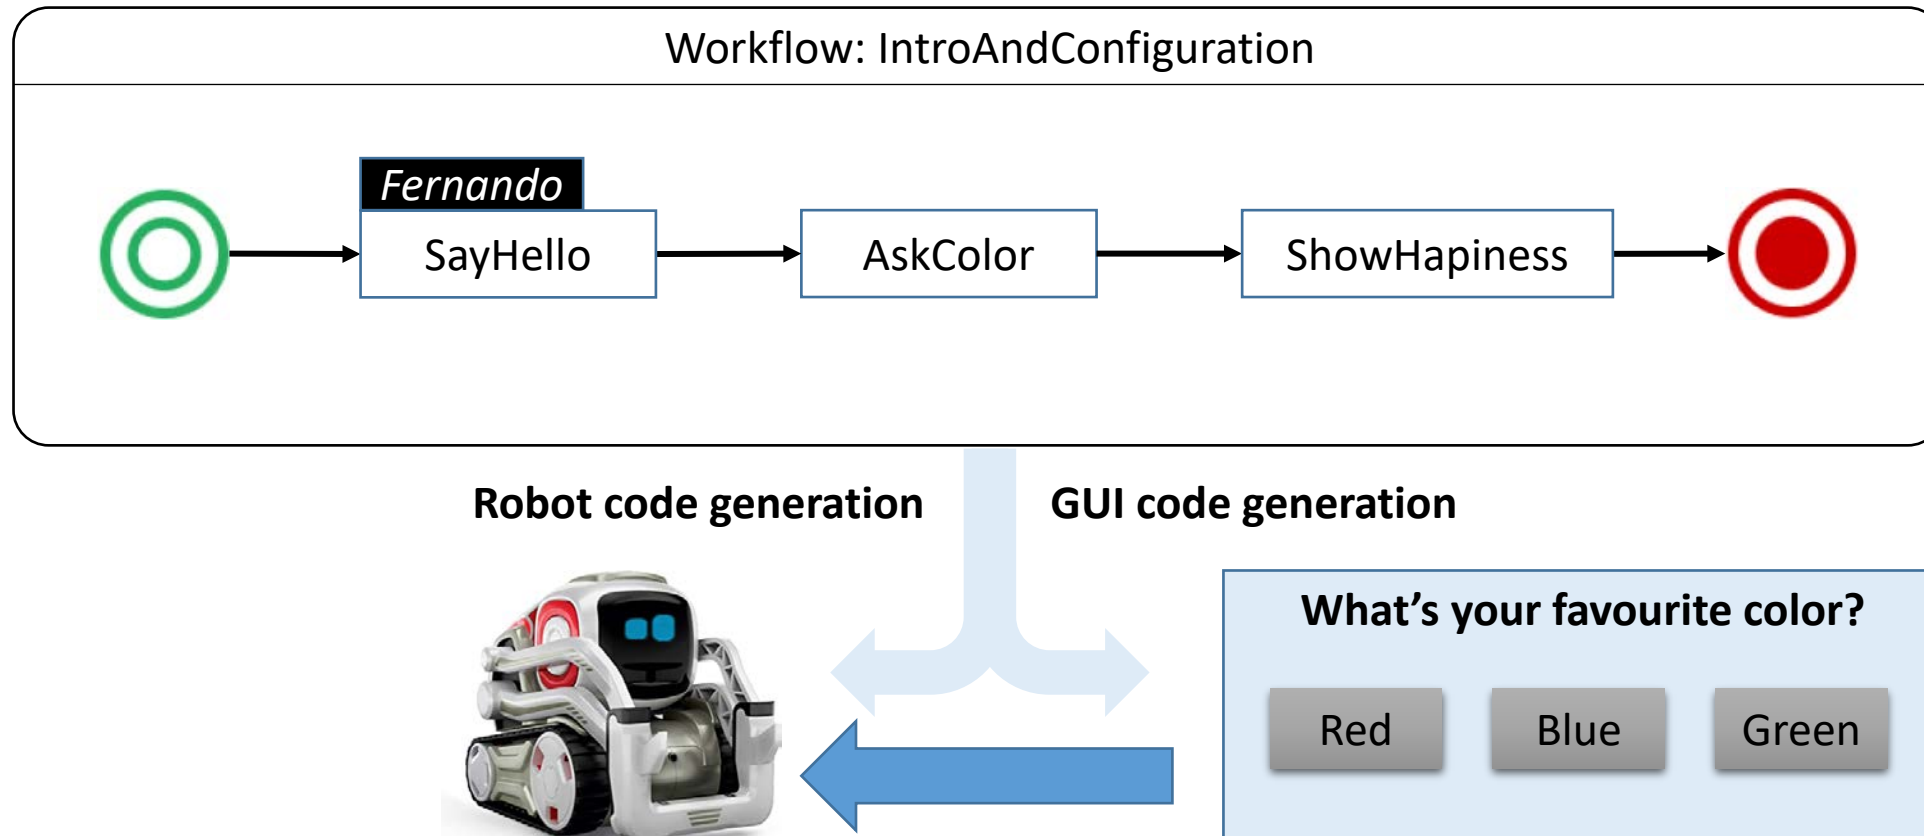 Workflow: IntroAndConfiguration
Fernando
SayHello
AskColor
ShowHapiness
Robot code generation
GUI code generation
What's your favourite color?
Red
Blue
Green